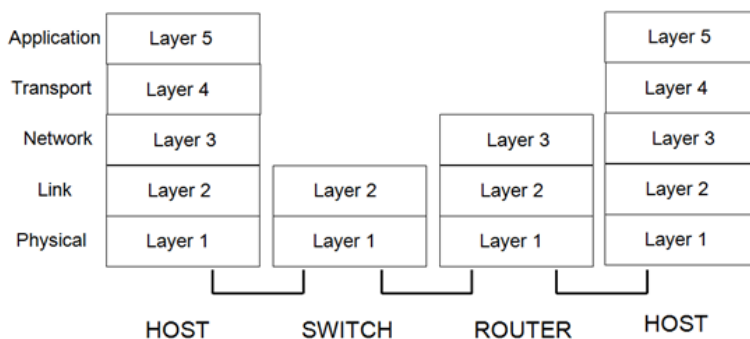 Application Layer 5 Layer 5
Transport Layer 4 Layer 4
Network Layer 3 Layer 3 Layer 3
Link Layer 2 Layer 2 Layer 2 Layer 2
Physical Layer 1 Layer 1 Layer 1 Layer 1
HOST SWITCH ROUTER HOST